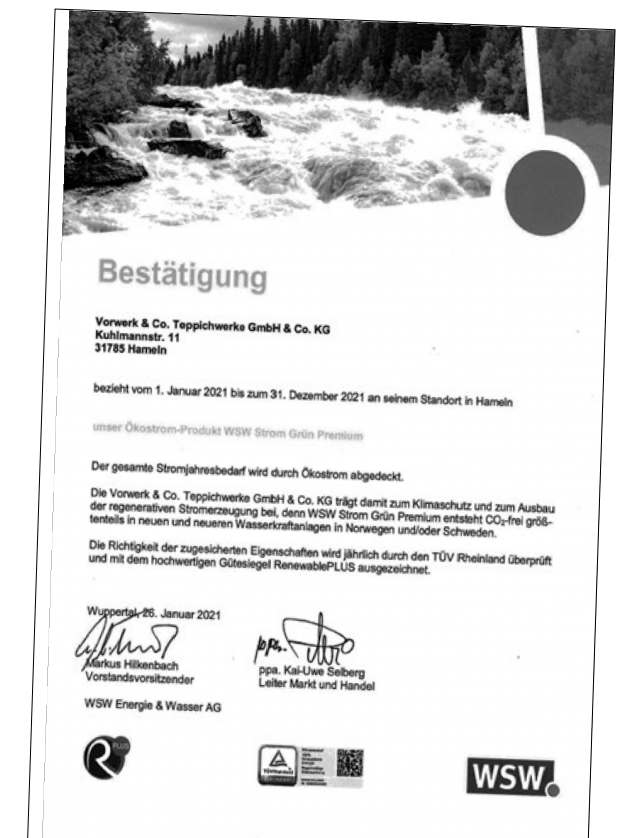 Bestätigung
Vorwerk & Co. Teppichwerke GmbH & Co. KG
Kuhlmannstr. 11
31785 Hameln
bezieht vom 1. Januar 2021 bis zum 31. Dezember 2021 an seinem Standort in Hameln
unser Ökostrom-Produkt WSW Strom Grün Premium
Der gesamte Stromjahresbedarf wird durch Ökostrom abgedeckt.
Die Vorwerk & Co. Teppichwerke GmbH & Co. KG trägt damit zum Klimaschutz und zum Ausbau
der regenerativen Stromerzeugung bei, denn WSW Strom Grün Premium entsteht CO₂-frei größ-
tenteils in neuen und neueren Wasserkraftanlagen in Norwegen und/oder Schweden.
Die Richtigkeit der zugesicherten Eigenschaften wird jährlich durch den TÜV Rheinland überprüft
und mit dem hochwertigen Gütesiegel RenewablePLUS ausgezeichnet.
Wuppertal, 26. Januar 2021
ppa.
Markus Hilkenbach
Vorstandsvorsitzender
ppa. Kai-Uwe Selberg
Leiter Markt und Handel
WSW Energie & Wasser AG
R PLUS
TÜVRheinland
WSW.